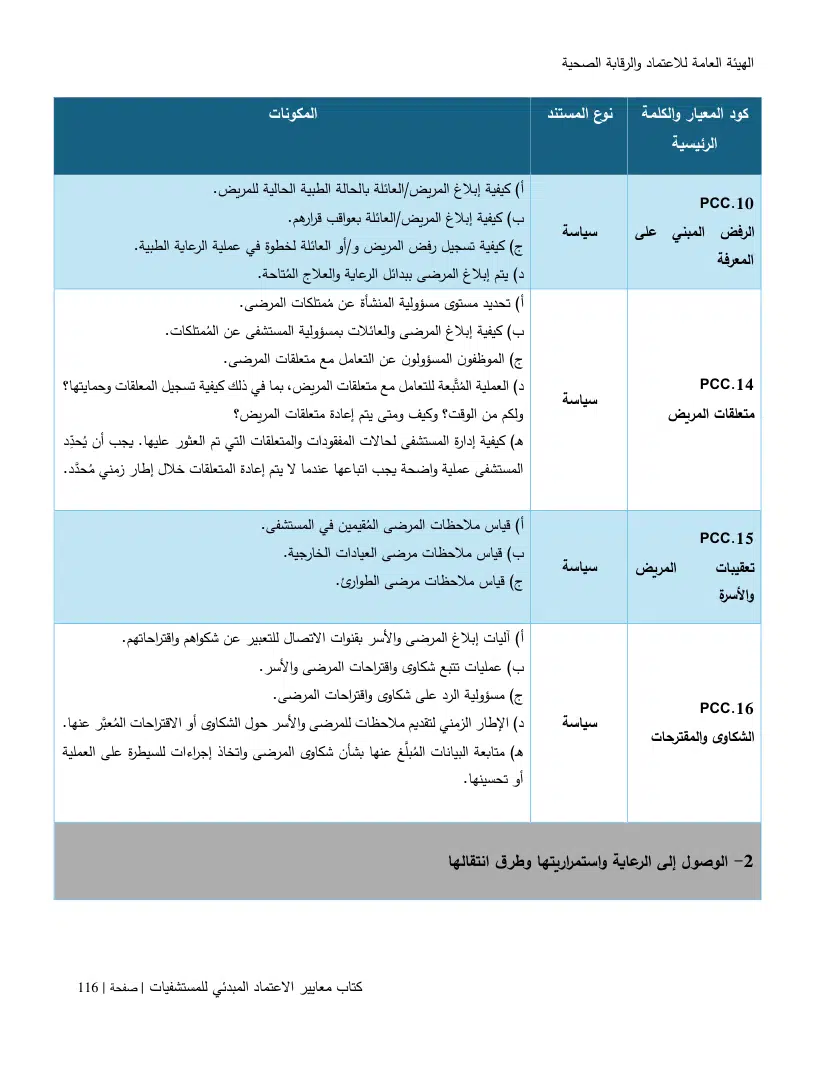 الهيئة العامة للاعتماد والرقابة الصحية
كود المعيار والكلمة الرئيسية
نوع المستند
المكونات
PCC.10
الرفض المبني على
المعرفة
سياسة
أ) كيفية إبلاغ المريض/العائلة بالحالة الطبية الحالية للمريض.
ب) كيفية إبلاغ المريض/العائلة بعواقب قرارهم.
ج) كيفية تسجيل رفض المريض و/أو العائلة لخطوة في عملية الرعاية الطبية.
د) يتم إبلاغ المرضى ببدائل الرعاية والعلاج المُتاحة.
PCC.14
متعلقات المريض
سياسة
أ) تحديد مستوى مسؤولية المنشأة عن مُمتلكات المرضى.
ب) كيفية إبلاغ المرضى والعائلات بمسؤولية المستشفى عن المُمتلكات.
ج) الموظفون المسؤولون عن التعامل مع متعلقات المرضى.
د) العملية المُتَّبعة للتعامل مع متعلقات المريض، بما في ذلك كيفية تسجيل المعلقات وحمايتها؟
ولكم من الوقت؟ وكيف ومتى يتم إعادة متعلقات المريض؟
ه) كيفية إدارة المستشفى لحالات المفقودات والمتعلقات التي تم العثور عليها. يجب أن يُحدِّد
المستشفى عملية واضحة يجب اتباعها عندما لا يتم إعادة المتعلقات خلال إطار زمني مُحدَّد.
PCC.15
تعقيبات المريض
والأسرة
سياسة
أ) قياس ملاحظات المرضى المُقيمين في المستشفى.
ب) قياس ملاحظات مرضى العيادات الخارجية.
ج) قياس ملاحظات مرضى الطوارئ.
PCC.16
الشكاوى والمقترحات
سياسة
أ) آليات إبلاغ المرضى والأسر بقنوات الاتصال للتعبير عن شكواهم واقتراحاتهم.
ب) عمليات تتبع شكاوى واقتراحات المرضى والأسر.
ج) مسؤولية الرد على شكاوى واقتراحات المرضى.
د) الإطار الزمني لتقديم ملاحظات للمرضى والأسر حول الشكاوى أو الاقتراحات المُعبَّر عنها.
ه) متابعة البيانات المُبلَّغ عنها بشأن شكاوى المرضى واتخاذ إجراءات للسيطرة على العملية
أو تحسينها.
2- الوصول إلى الرعاية واستمراريتها وطرق انتقالها
كتاب معايير الاعتماد المبدئي للمستشفيات | صفحة | 116